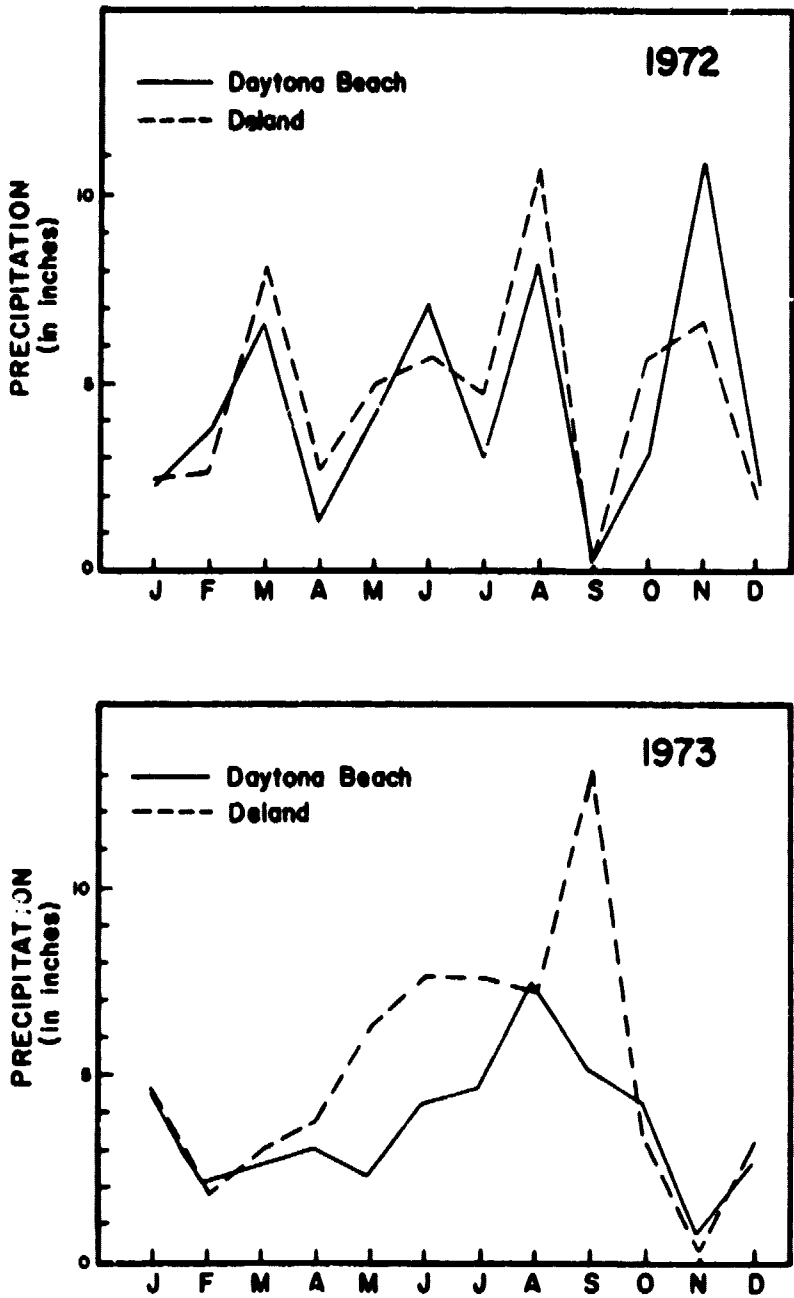 1972
Daytona Beach
Deland
PRECIPITATION
(in inches)
10
5
0
J F M A M J J A S O N D
1973
Daytona Beach
Deland
PRECIPITATION
(in inches)
10
5
0
J F M A M J J A S O N D